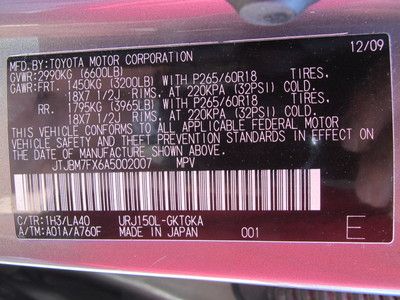 MFD.BY:TOYOTA MOTOR CORPORATION 12/09
GVWR:2990KG (6600LB)
GAWR:FRT. 1450KG (3200LB) WITH P265/60R18 TIRES,
18X7 1/2J RIMS, AT 220KPA (32PSI) COLD.
RR. 1795KG (3965LB) WITH P265/60R18 TIRES,
18X7 1/2J RIMS, AT 220KPA (32PSI) COLD.
THIS VEHICLE CONFORMS TO ALL APPLICABLE FEDERAL MOTOR
VEHICLE SAFETY AND THEFT PREVENTION STANDARDS IN EFFECT ON
THE DATE OF MANUFACTURE SHOWN ABOVE.
JTJBM7FX6A5002007 MPV
C/TR:1H3/LA40 URJ150L-GKTGKA
A/TM:A01A/A760F MADE IN JAPAN 001 E